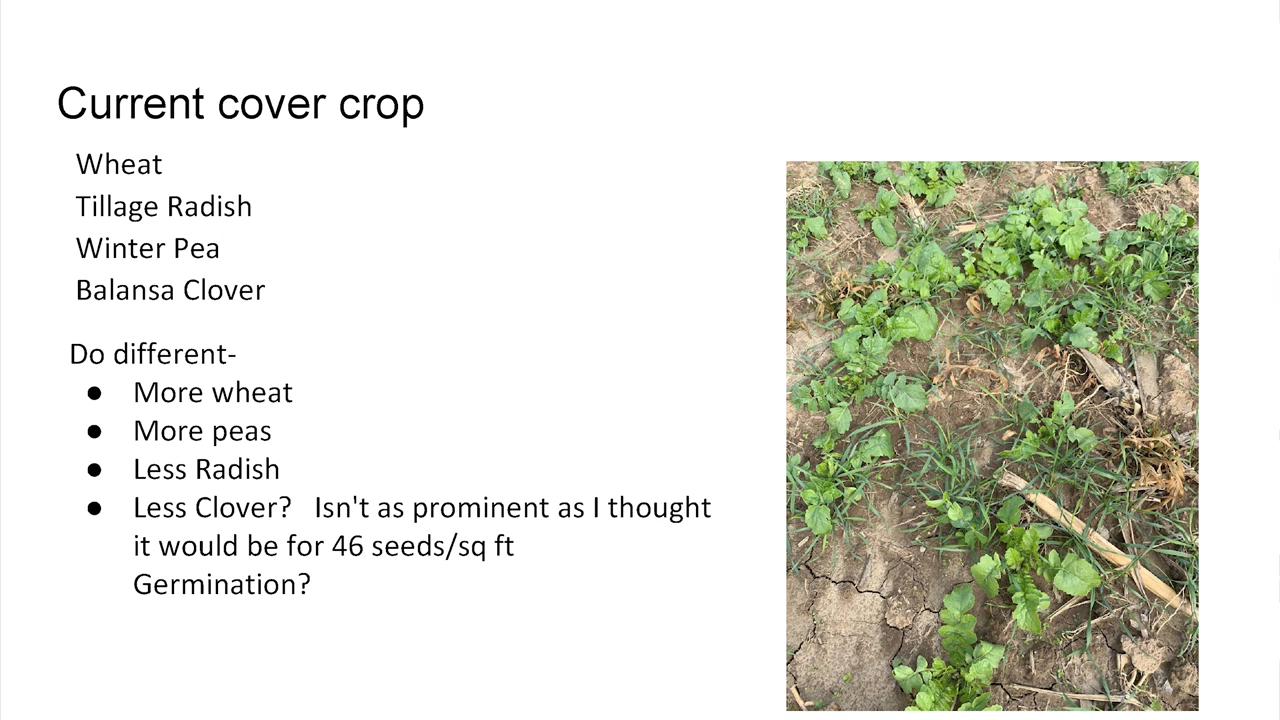 Current cover crop
Wheat
Tillage Radish
Winter Pea
Balansa Clover
Do different-
● More wheat
● More peas
● Less Radish
● Less Clover?   Isn't as prominent as I thought
it would be for 46 seeds/sq ft
Germination?